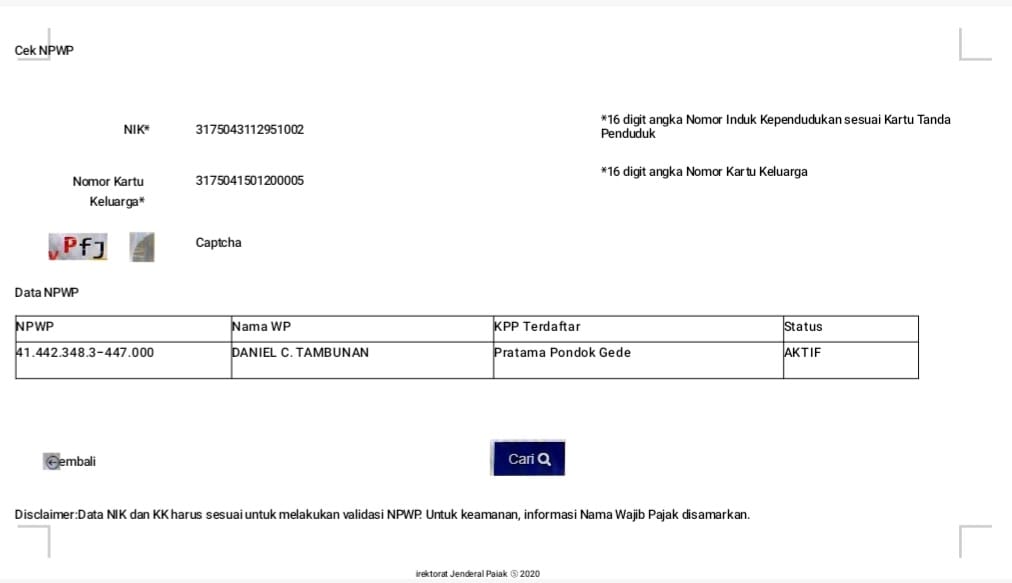 Cek NPWP
NIK*
3175043112951002
*16 digit angka Nomor Induk Kependudukan sesuai Kartu Tanda
Penduduk
Nomor Kartu
Keluarga*
3175041501200005
*16 digit angka Nomor Kartu Keluarga
v P f J
Captcha
Data NPWP
NPWP Nama WP KPP Terdaftar Status
41.442.348.3-447.000 DANIEL C. TAMBUNAN Pratama Pondok Gede AKTIF
embali
Cari
Disclaimer:Data NIK dan KK harus sesuai untuk melakukan validasi NPWP. Untuk keamanan, informasi Nama Wajib Pajak disamarkan.
irektorat Jenderal Paiak Ⓢ 2020